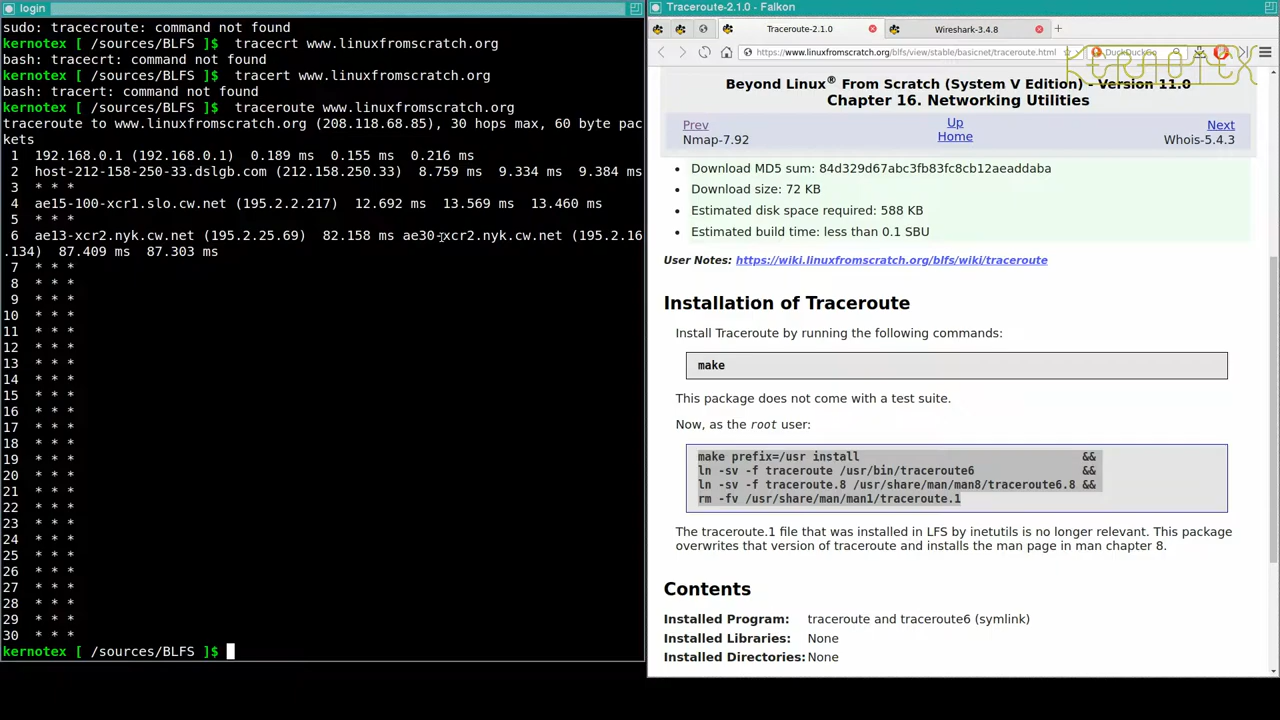 login
sudo: tracecroute: command not found
kernotex [ /sources/BLFS ]$  tracecrt www.linuxfromscratch.org
bash: tracecrt: command not found
kernotex [ /sources/BLFS ]$  tracert www.linuxfromscratch.org
bash: tracert: command not found
kernotex [ /sources/BLFS ]$  traceroute www.linuxfromscratch.org
traceroute to www.linuxfromscratch.org (208.118.68.85), 30 hops max, 60 byte pac
kets
1  192.168.0.1 (192.168.0.1)  0.189 ms  0.155 ms  0.216 ms
2  host-212-158-250-33.dslgb.com (212.158.250.33)  8.759 ms  9.334 ms  9.384 ms
3  * * *
4  ae15-100-xcr1.slo.cw.net (195.2.2.217)  12.692 ms  13.569 ms  13.460 ms
5  * * *
6  ae13-xcr2.nyk.cw.net (195.2.25.69)  82.158 ms ae30-xcr2.nyk.cw.net (195.2.16
.134)  87.409 ms  87.303 ms
7  * * *
8  * * *
9  * * *
10  * * *
11  * * *
12  * * *
13  * * *
14  * * *
15  * * *
16  * * *
17  * * *
18  * * *
19  * * *
20  * * *
21  * * *
22  * * *
23  * * *
24  * * *
25  * * *
26  * * *
27  * * *
28  * * *
29  * * *
30  * * *
kernotex [ /sources/BLFS ]$
Traceroute-2.1.0 - Falkon
Traceroute-2.1.0
Wireshark-3.4.8
https://www.linuxfromscratch.org/blfs/view/stable/basicnet/traceroute.html
DuckDuckGo
KERNOTEX
Beyond Linux® From Scratch (System V Edition) - Version 11.0
Chapter 16. Networking Utilities
Prev
Up
Next
Nmap-7.92
Home
Whois-5.4.3
• Download MD5 sum: 84d329d67abc3fb83fc8cb12aeaddaba
• Download size: 72 KB
• Estimated disk space required: 588 KB
• Estimated build time: less than 0.1 SBU
User Notes: https://wiki.linuxfromscratch.org/blfs/wiki/traceroute
Installation of Traceroute
Install Traceroute by running the following commands:
make
This package does not come with a test suite.
Now, as the root user:
make prefix=/usr install &&
ln -sv -f traceroute /usr/bin/traceroute6 &&
ln -sv -f traceroute.8 /usr/share/man/man8/traceroute6.8 &&
rm -fv /usr/share/man/man1/traceroute.1
The traceroute.1 file that was installed in LFS by inetutils is no longer relevant. This package
overwrites that version of traceroute and installs the man page in man chapter 8.
Contents
Installed Program: traceroute and traceroute6 (symlink)
Installed Libraries: None
Installed Directories: None